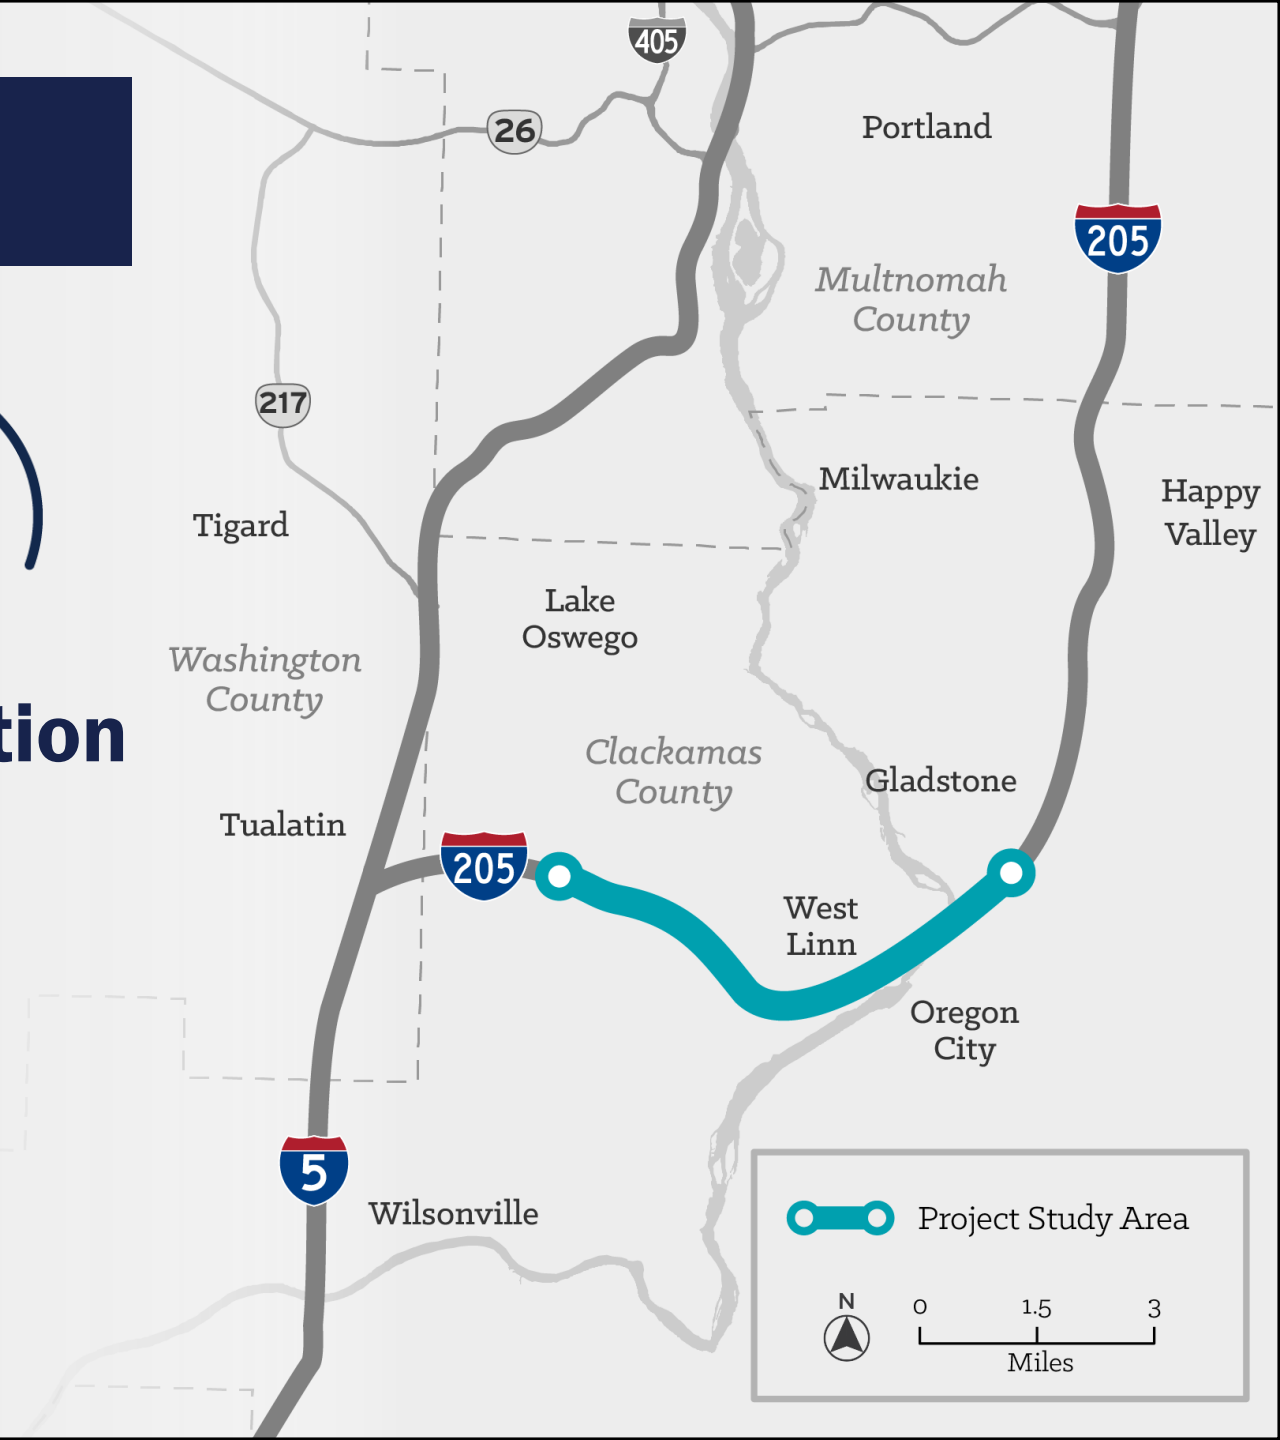 405
26
Portland
205
Multnomah
County
217
Milwaukie
Happy
Valley
Tigard
Lake
Oswego
Washington
County
tion
Clackamas
County
Gladstone
Tualatin
205
West
Linn
Oregon
City
5
Wilsonville
Project Study Area
N
0 1.5 3
Miles